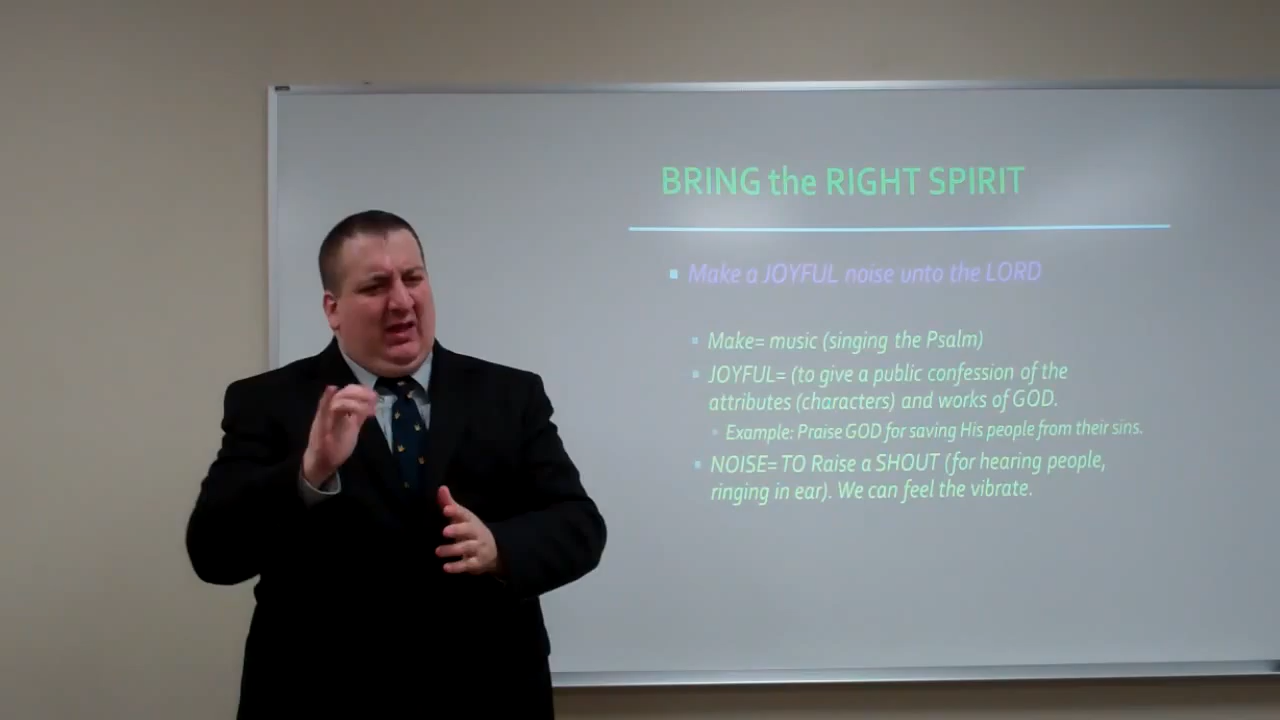 BRING the RIGHT SPIRIT
Make a JOYFUL noise unto the LORD
Make= music (singing the Psalm)
JOYFUL= (to give a public confession of the
attributes (characters) and works of GOD.
Example: Praise GOD for saving His people from their sins.
NOISE= TO Raise a SHOUT (for hearing people,
ringing in ear). We can feel the vibrate.